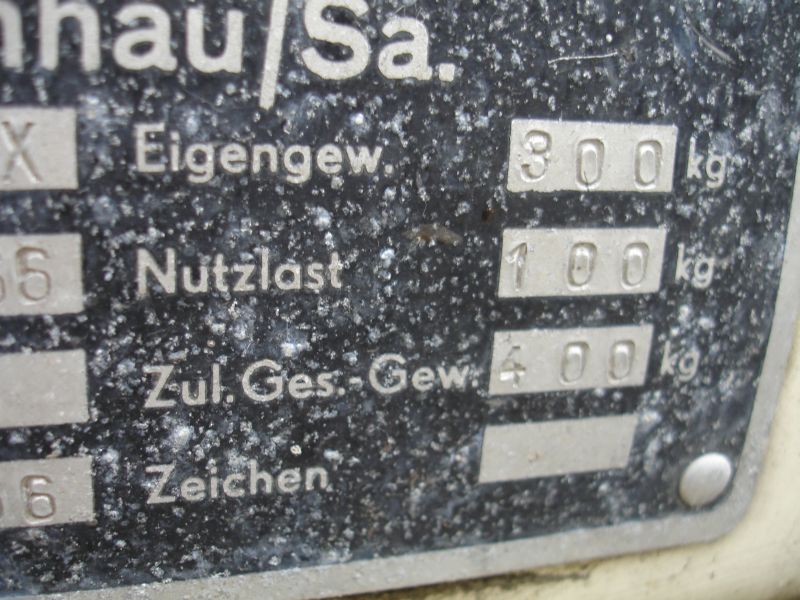 nhau/Sa.
X Eigengew. 300 kg
66 Nutzlast 100 kg
Zul. Ges.-Gew. 400 kg
66 Zeichen